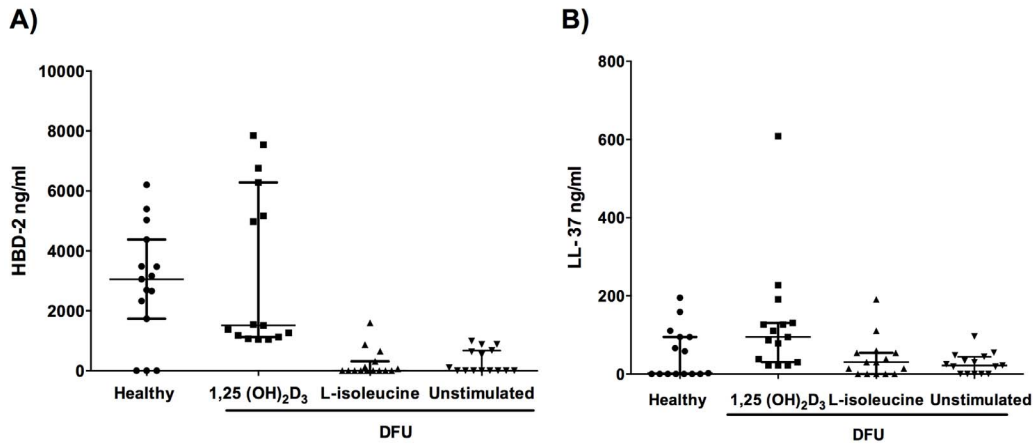 A)
10000
8000
6000
4000
2000
0
HBD-2 ng/ml
Healthy 1,25 (OH)2D3 L-isoleucine Unstimulated
DFU
B)
800
600
400
200
0
LL-37 ng/ml
Healthy 1,25 (OH)2D3 L-isoleucine Unstimulated
DFU